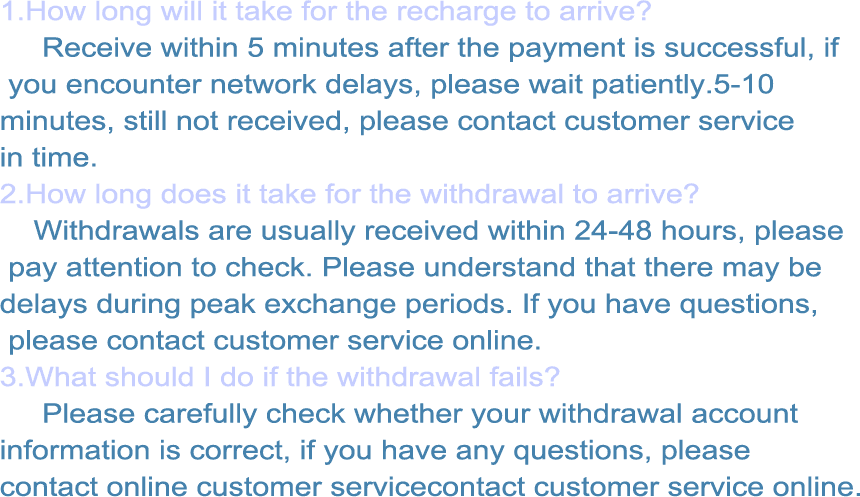 1.How long will it take for the recharge to arrive?
Receive within 5 minutes after the payment is successful, if
you encounter network delays, please wait patiently.5-10
minutes, still not received, please contact customer service
in time.
2.How long does it take for the withdrawal to arrive?
Withdrawals are usually received within 24-48 hours, please
pay attention to check. Please understand that there may be
delays during peak exchange periods. If you have questions,
please contact customer service online.
3.What should I do if the withdrawal fails?
Please carefully check whether your withdrawal account
information is correct, if you have any questions, please
contact online customer servicecontact customer service online.